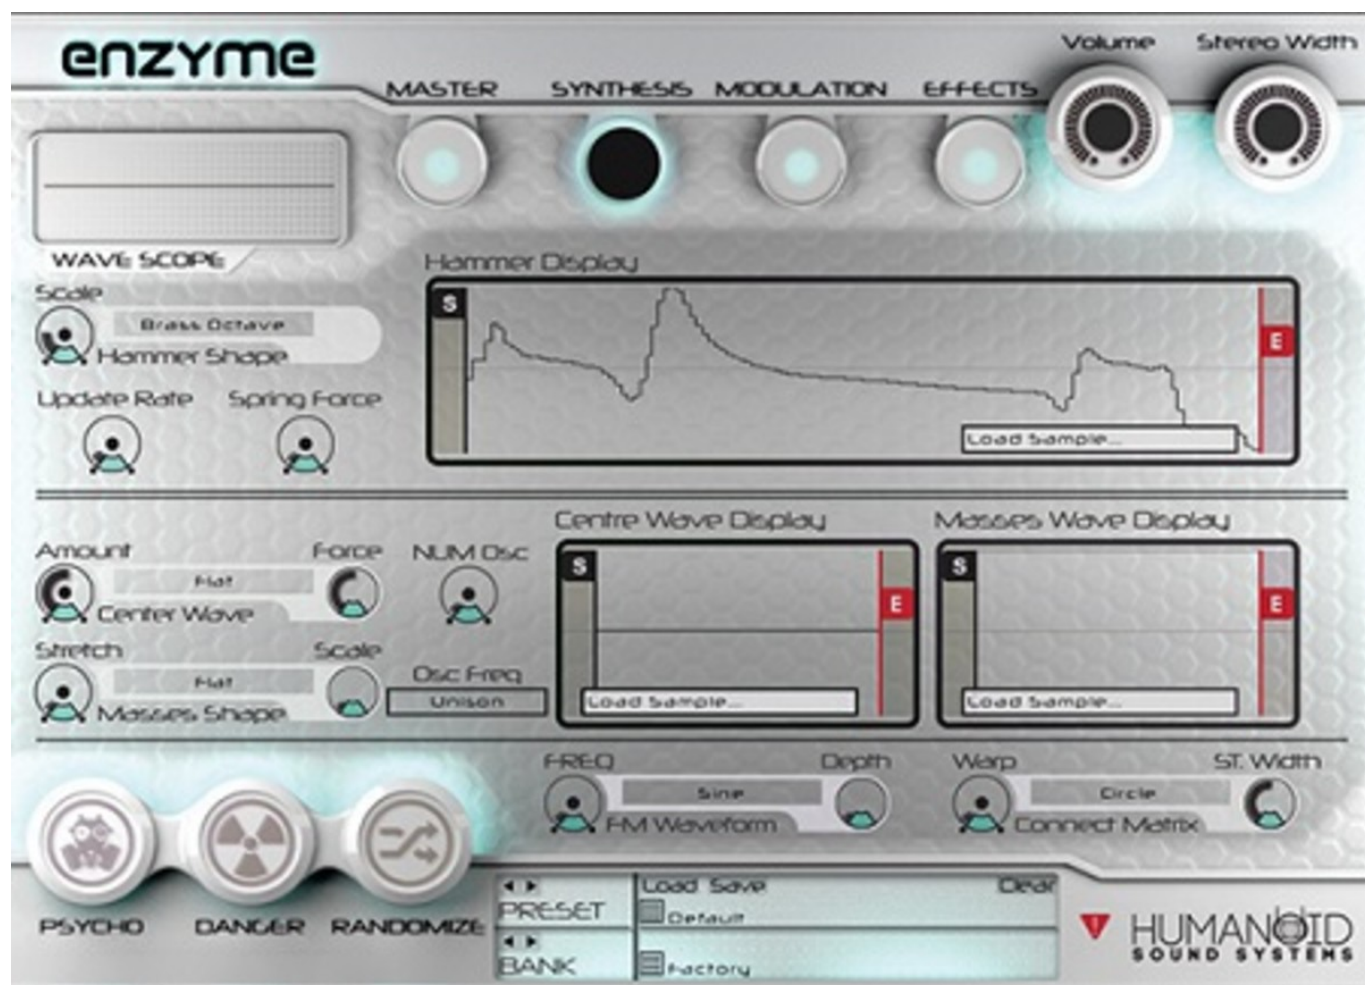 enzyme
Volume Stereo Width
MASTER SYNTHESIS MODULATION EFFECTS
WAVE SCOPE
Hammer Display
S
E
Load Sample...
Scale
Brass Octave
Hammer Shape
Update Rate Spring Force
Centre Wave Display Masses Wave Display
S E S E
Load Sample... Load Sample...
Amount Force NUM Osc
Flat
Center Wave
Stretch Scale
Flat
Masses Shape
Osc Freq
Unison
FREQ Depth Warp ST. Width
Sine Circle
FM Waveform Connect Matrix
PSYCHO DANGER RANDOMIZE
PRESET Load Save Clear
Default
BANK Factory
! HUMANOID
SOUND SYSTEMS